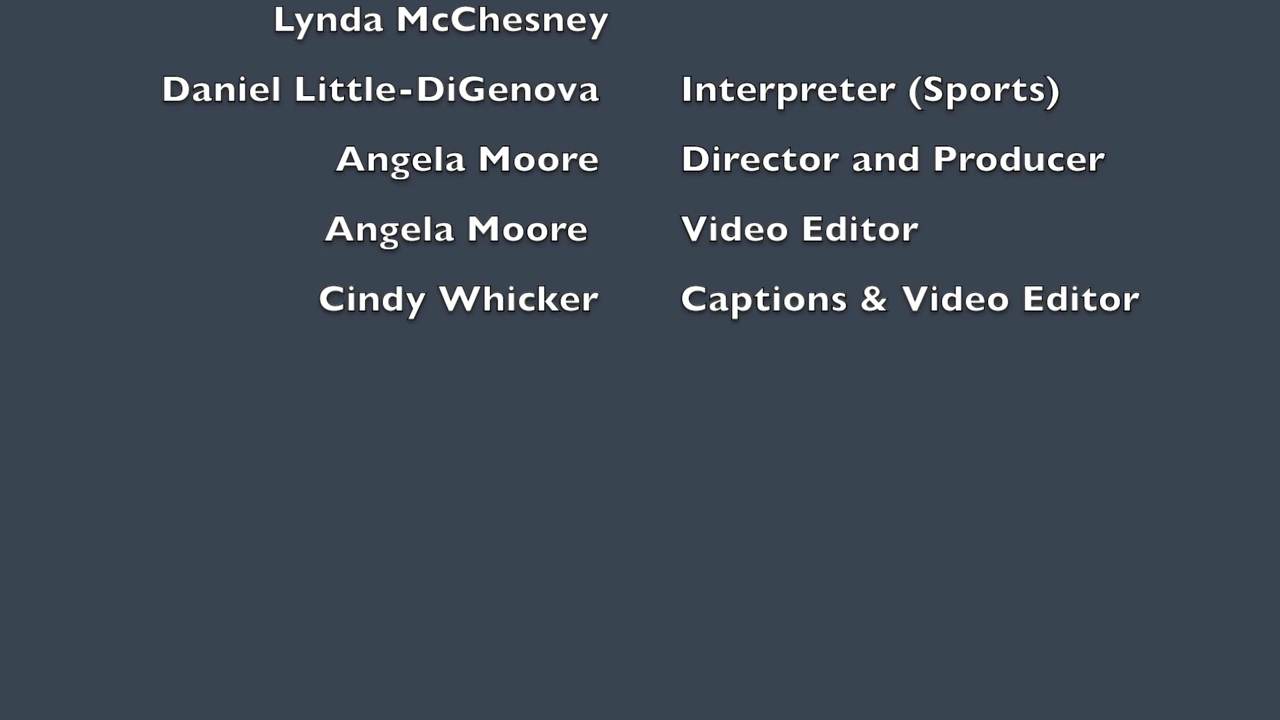 Lynda McChesney
Daniel Little-DiGenova Interpreter (Sports)
Angela Moore Director and Producer
Angela Moore Video Editor
Cindy Whicker Captions & Video Editor